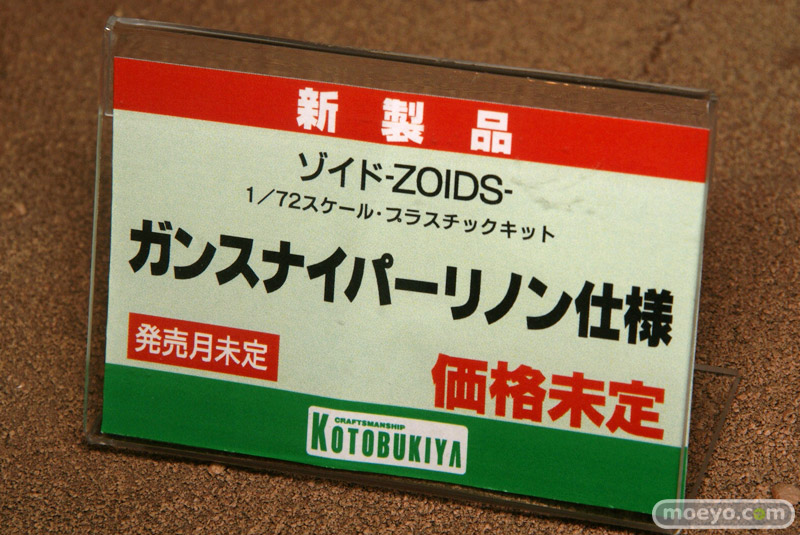 新製品
ゾイド-ZOIDS-
1/72スケール・プラスチックキット
ガンスナイパーリノン仕様
発売月未定
価格未定
CRAFTSMANSHIP
KOTOBUKIYA
moeyo.com